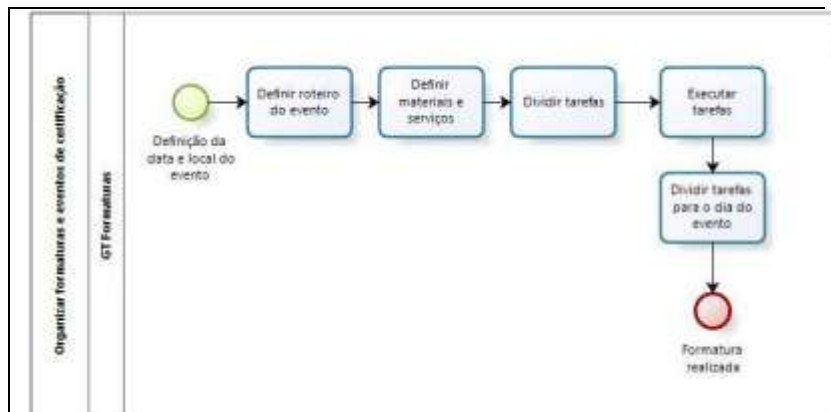 Organizar formaturas e eventos de certificação
GT Formaturas
Definição da
data e local do
evento
Definir roteiro
do evento
Definir
materiais e
serviços
Dividir tarefas
Executar
tarefas
Dividir tarefas
para o dia do
evento
Formatura
realizada